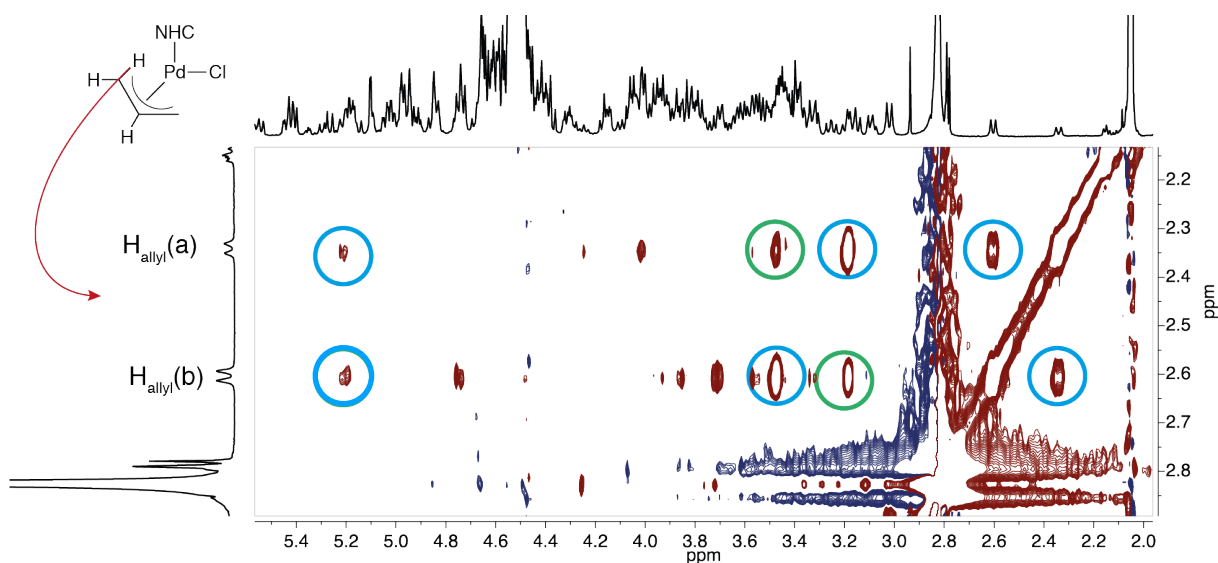 NHC
H
H
Pd
Cl
H
H_allyl(a)
H_allyl(b)
2.2
2.3
2.4
2.5
2.6
2.7
2.8
ppm
5.4 5.2 5.0 4.8 4.6 4.4 4.2 4.0 3.8 3.6 3.4 3.2 3.0 2.8 2.6 2.4 2.2 2.0
ppm